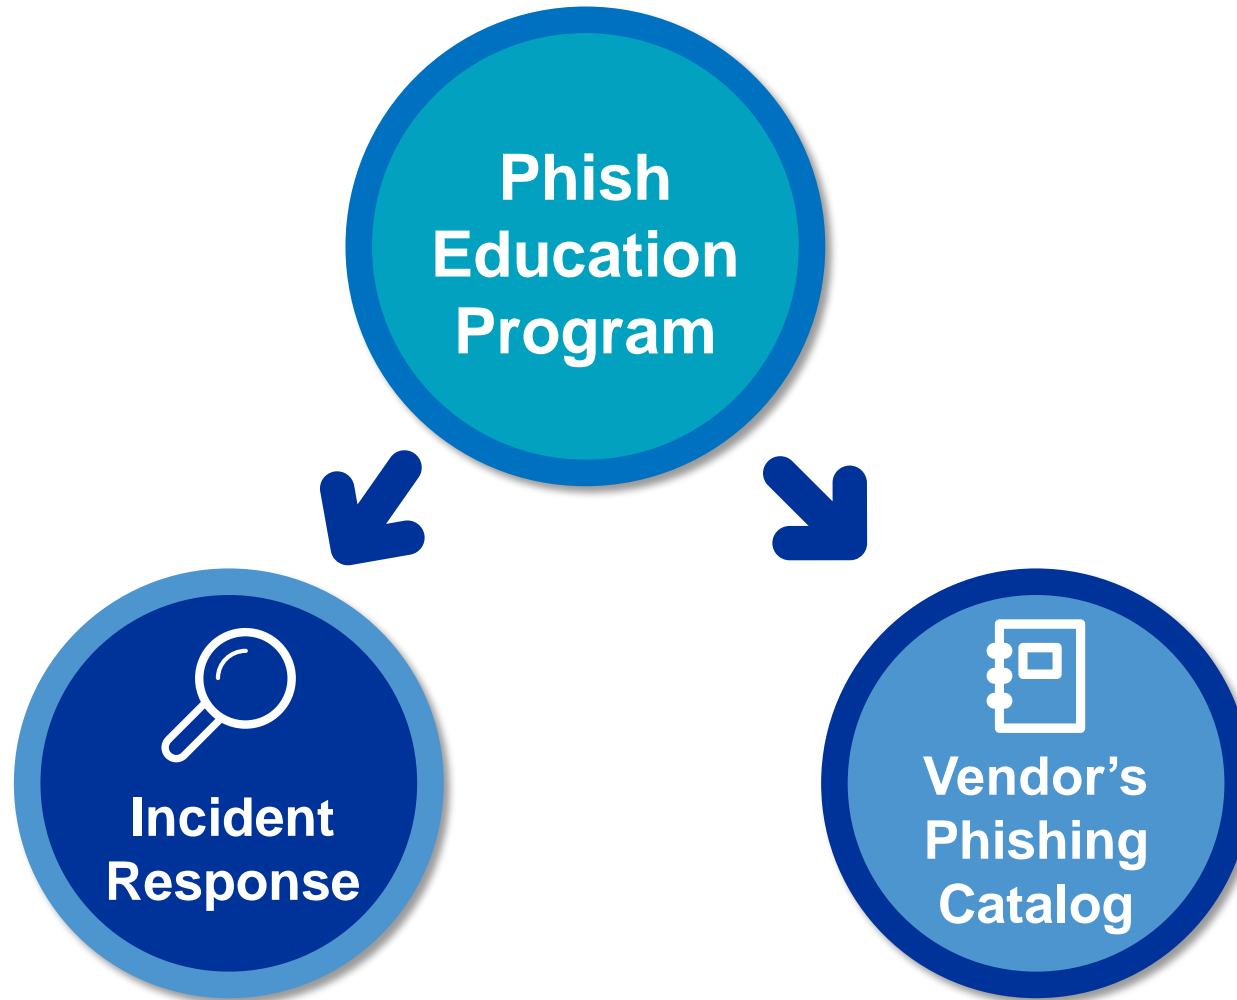 Phish
Education
Program
Incident
Response
Vendor’s
Phishing
Catalog